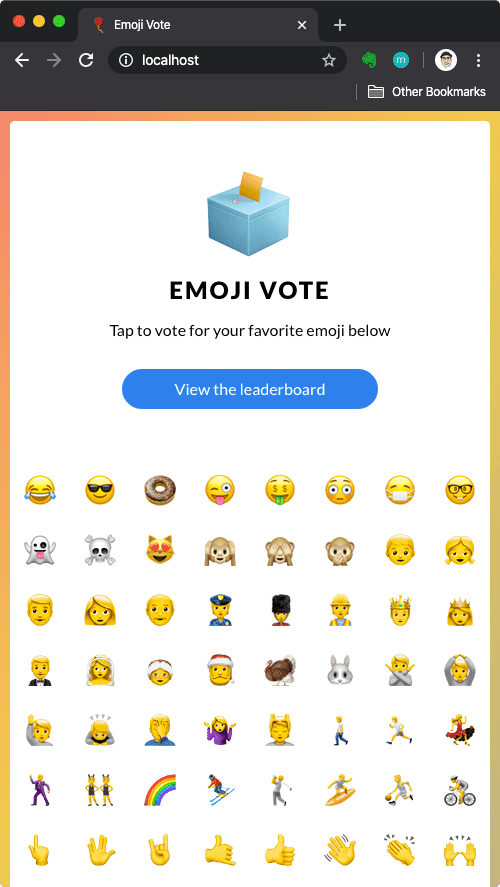 Emoji Vote
localhost
m
Other Bookmarks
EMOJI VOTE
Tap to vote for your favorite emoji below
View the leaderboard